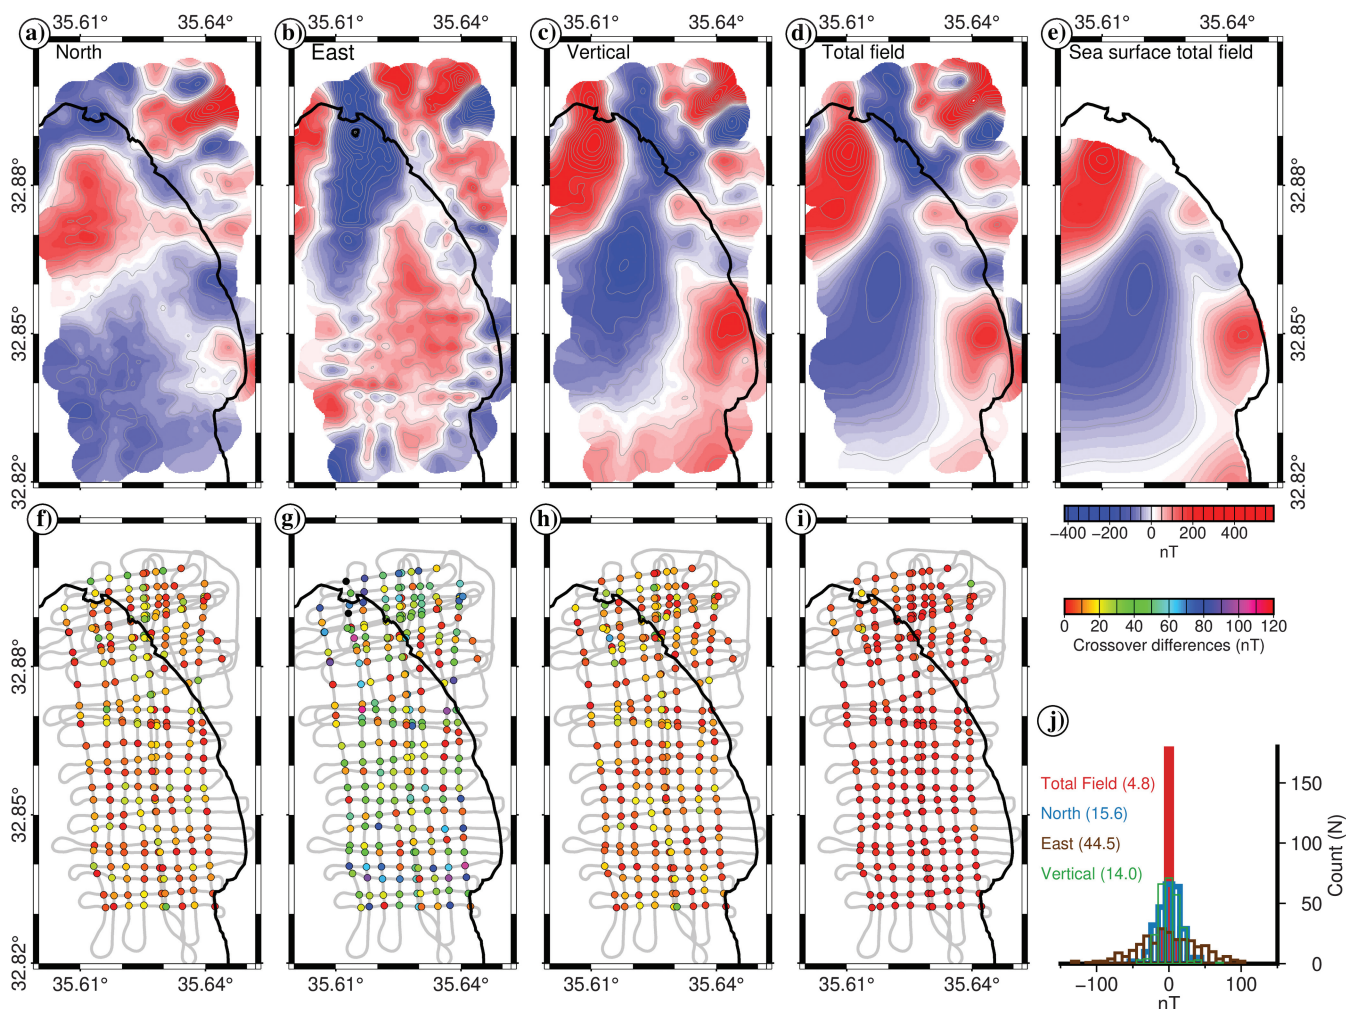 35.61° 35.64° 35.61° 35.64° 35.61° 35.64° 35.61° 35.64° 35.61° 35.64°
a) North
b) East
c) Vertical
d) Total field
e) Sea surface total field
32.88°
32.85°
32.82°
32.88°
32.85°
32.82°
−400 −200 0 200 400
nT
f)
g)
h)
i)
0 20 40 60 80 100 120
Crossover differences (nT)
32.88°
32.85°
32.82°
35.61° 35.64° 35.61° 35.64° 35.61° 35.64° 35.61° 35.64°
j)
Total Field (4.8)
North (15.6)
East (44.5)
Vertical (14.0)
150
100
50
0
Count (N)
−100 0 100
nT